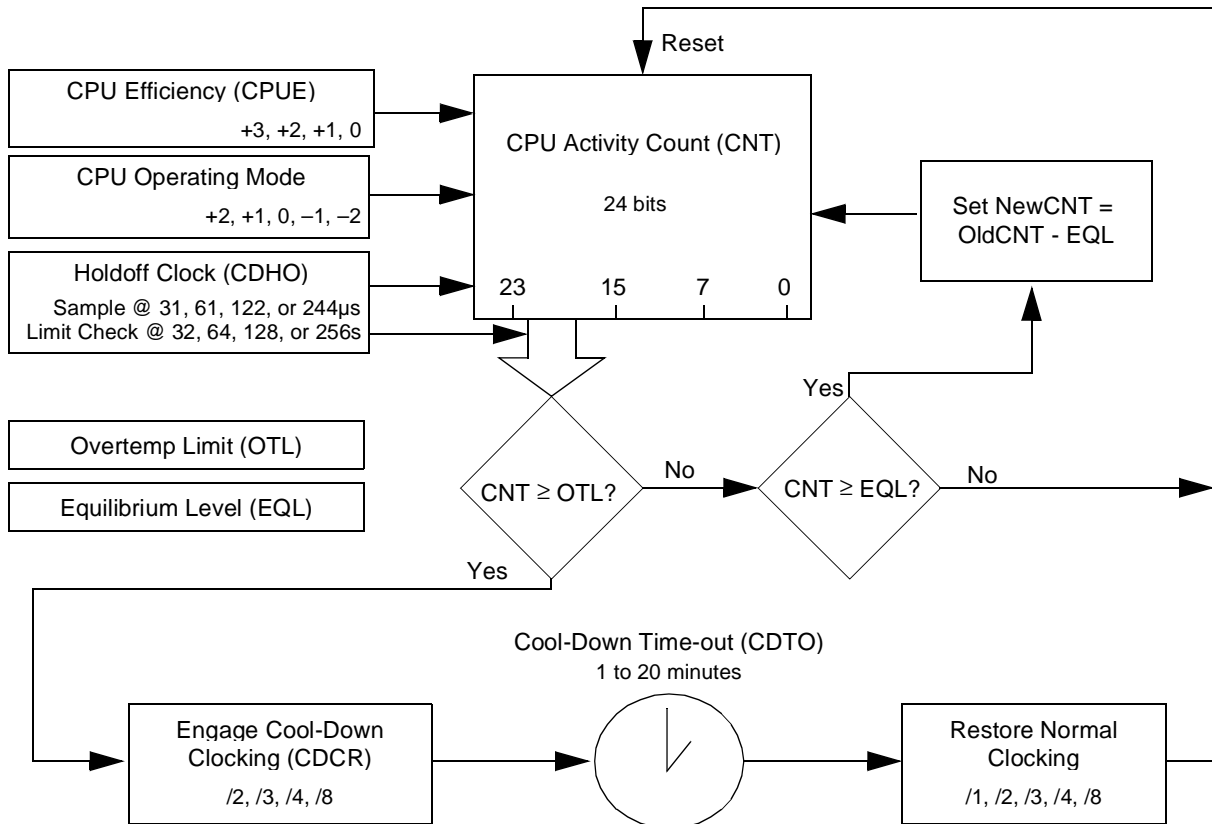 Reset
CPU Efficiency (CPUE)
+3, +2, +1, 0
CPU Operating Mode
+2, +1, 0, –1, –2
Holdoff Clock (CDHO)
Sample @ 31, 61, 122, or 244µs
Limit Check @ 32, 64, 128, or 256s
CPU Activity Count (CNT)
24 bits
23 15 7 0
Set NewCNT =
OldCNT - EQL
Overtemp Limit (OTL)
Equilibrium Level (EQL)
CNT ≥ OTL?
No
Yes
CNT ≥ EQL?
Yes
No
Cool-Down Time-out (CDTO)
1 to 20 minutes
Engage Cool-Down
Clocking (CDCR)
/2, /3, /4, /8
Restore Normal
Clocking
/1, /2, /3, /4, /8